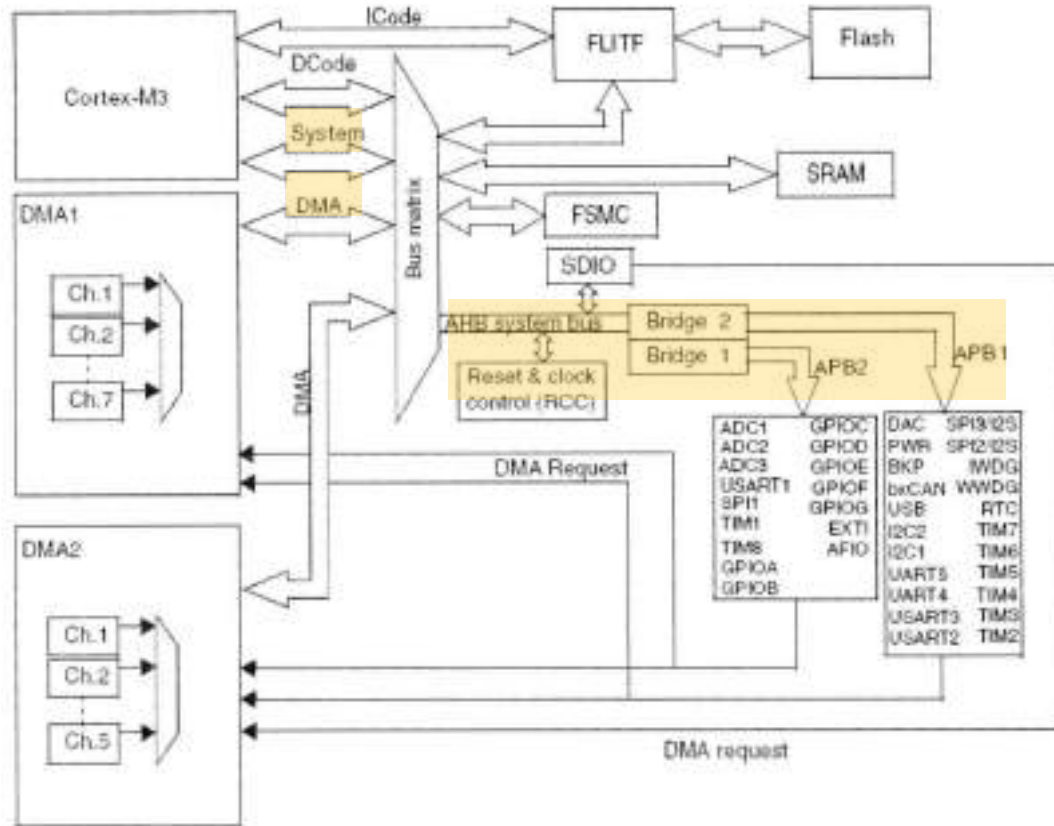 ICode
FLITF
Flash
DCode
Cortex-M3
System
SRAM
DMA
FSMC
DMA1
Bus matrix
SDIO
Ch.1
Ch.2
Ch.7
AHB system bus
Bridge 2
Bridge 1
APB2
APB1
Reset & clock
control (RCC)
DMA
ADC1 GPIOC
ADC2 GPIOD
ADC3 GPIOE
USART1 GPIOF
SPI1 GPIOG
TIM1 EXTI
TIM8 AFIO
GPIOA
GPIOB
DAC SPI3/I2S
PWR SPI2/I2S
BKP IWDG
bxCAN WWDG
USB RTC
I2C2 TIM7
I2C1 TIM6
UART5 TIM5
UART4 TIM4
USART3 TIM3
USART2 TIM2
DMA Request
DMA2
Ch.1
Ch.2
Ch.5
DMA request